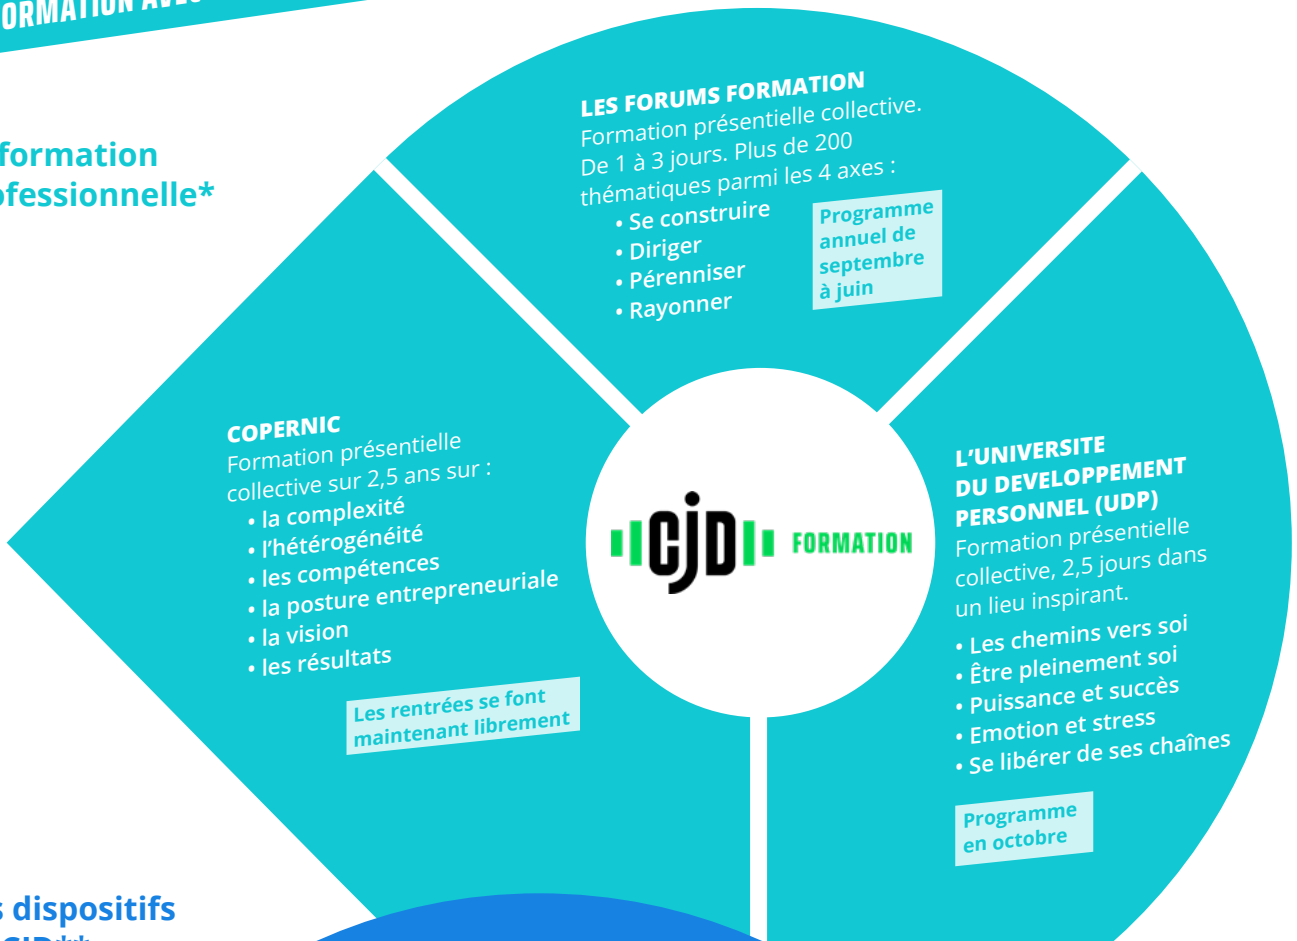 FORMATION
formation
professionnelle*
LES FORUMS FORMATION
Formation présentielle collective.
De 1 à 3 jours. Plus de 200
thématiques parmi les 4 axes :
• Se construire
• Diriger
• Pérenniser
• Rayonner
Programme
annuel de
septembre
à juin
COPERNIC
Formation présentielle
collective sur 2,5 ans sur :
• la complexité
• l'hétérogénéité
• les compétences
• la posture entrepreneuriale
• la vision
• les résultats
Les rentrées se font
maintenant librement
CJD FORMATION
L'UNIVERSITE
DU DEVELOPPEMENT
PERSONNEL (UDP)
Formation présentielle
collective, 2,5 jours dans
un lieu inspirant.
• Les chemins vers soi
• Être pleinement soi
• Puissance et succès
• Emotion et stress
• Se libérer de ses chaînes
Programme
en octobre
dispositifs